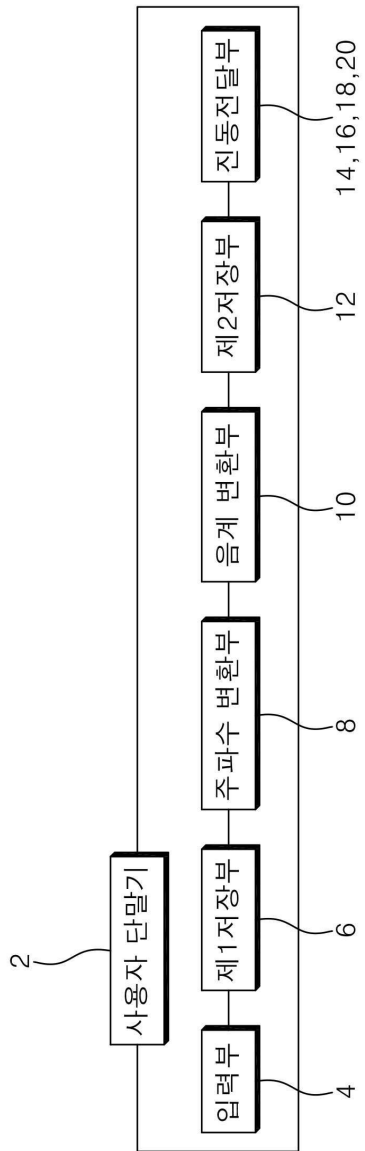 2
사용자 단말기
입력부
제1저장부
주파수 변환부
음계 변환부
제2저장부
진동전달부
4
6
8
10
12
14,16,18,20